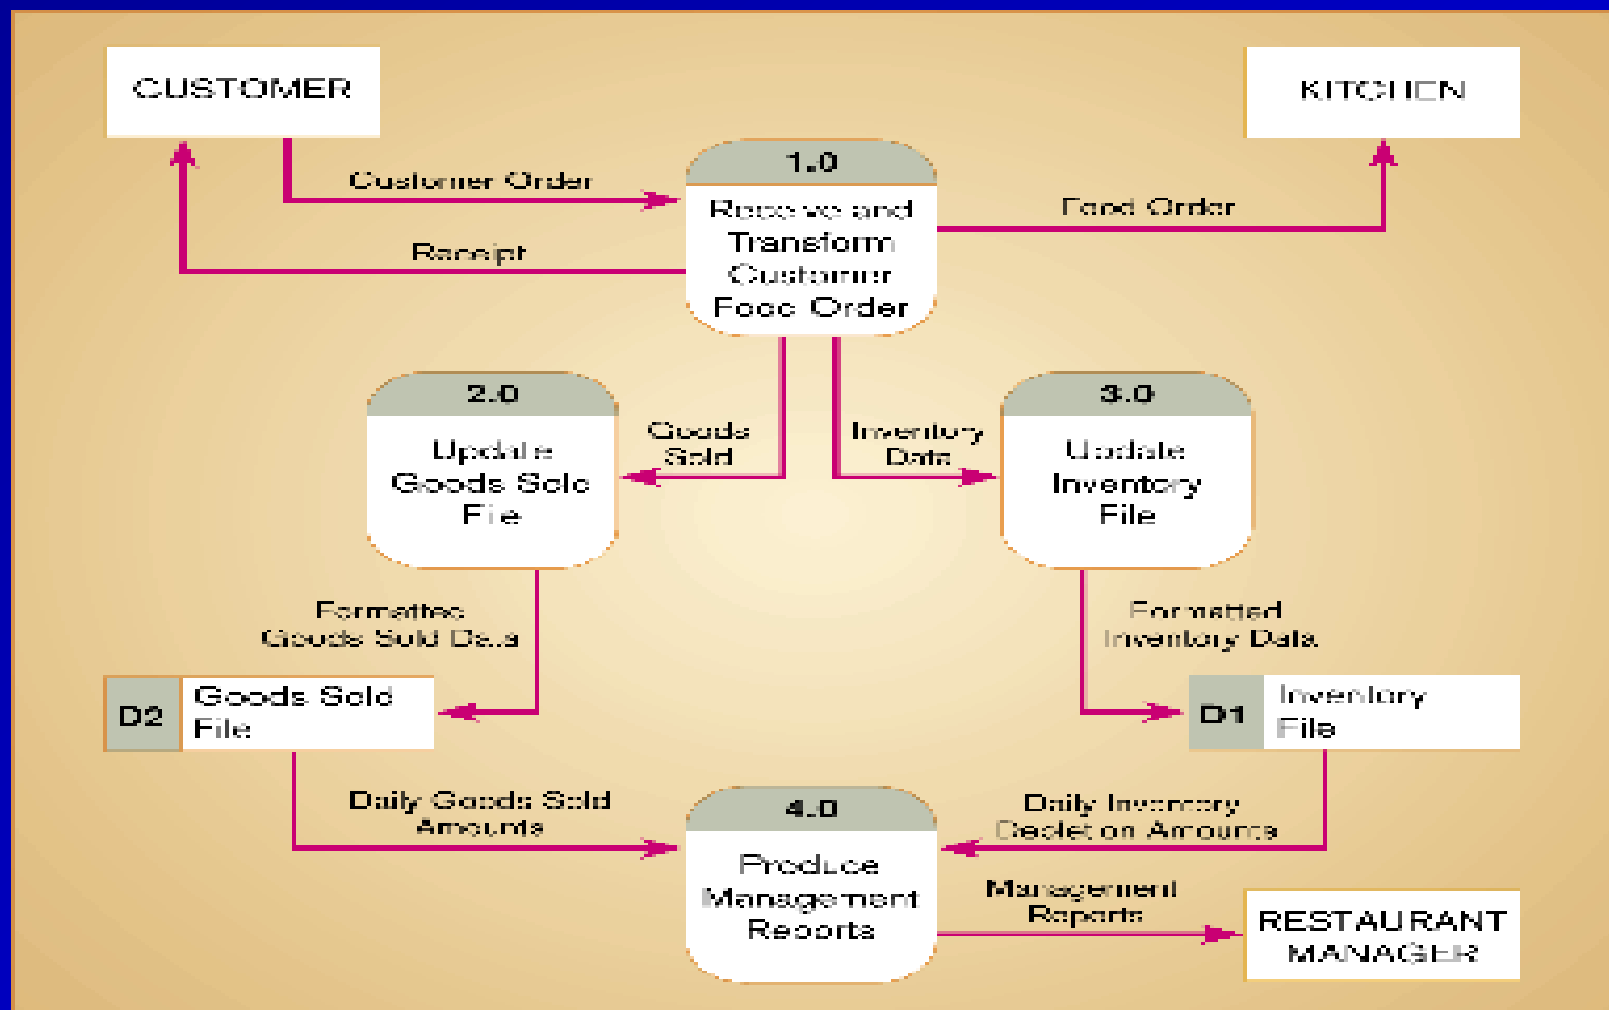 CUSTOMER
KITCHEN
1.0
Receive and
Transform
Customer
Food Order
Customer Order
Receipt
Food Order
2.0
Update
Goods Sold
File
Goods
Sold
Inventory
Data
3.0
Update
Inventory
File
Formatted
Goods Sold Data
Formatted
Inventory Data
D2
Goods Sold
File
D1
Inventory
File
Daily Goods Sold
Amounts
4.0
Produce
Management
Reports
Daily Inventory
Depletion Amounts
Management
Reports
RESTAURANT
MANAGER